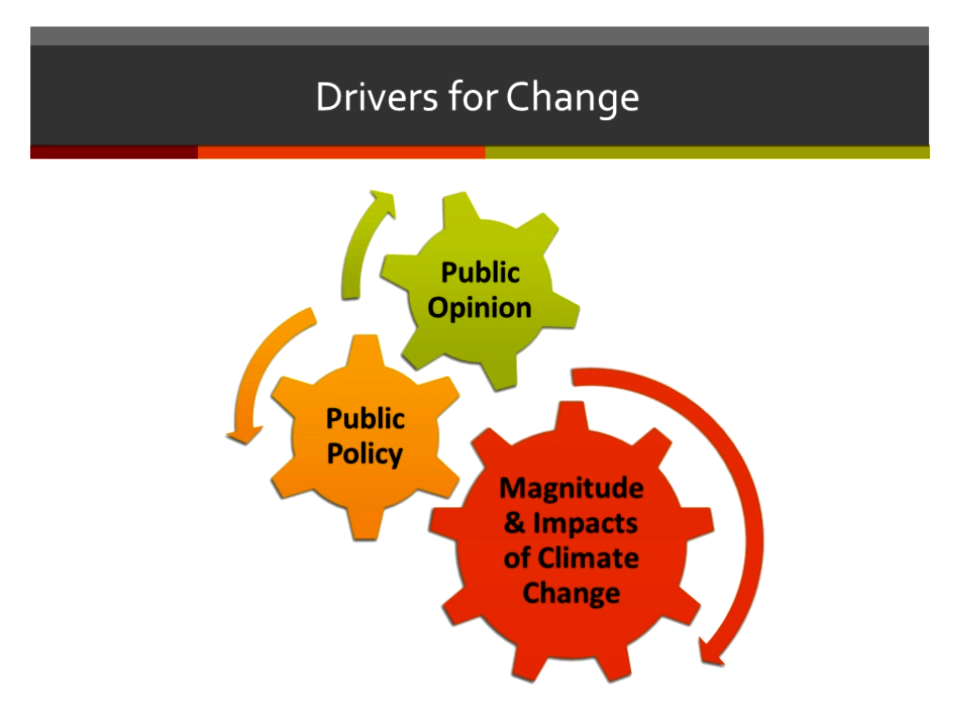 Drivers for Change
Public
Opinion
Public
Policy
Magnitude
& Impacts
of Climate
Change